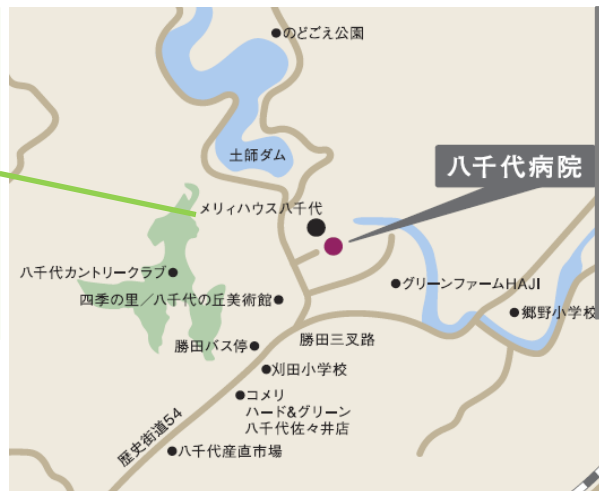 のどごえ公園
土師ダム
八千代病院
メリィハウス八千代
八千代カントリークラブ
グリーンファームHAJI
四季の里／八千代の丘美術館
郷野小学校
勝田三叉路
勝田バス停
刈田小学校
コメリ
ハード&グリーン
八千代佐々井店
歴史街道54
八千代産直市場